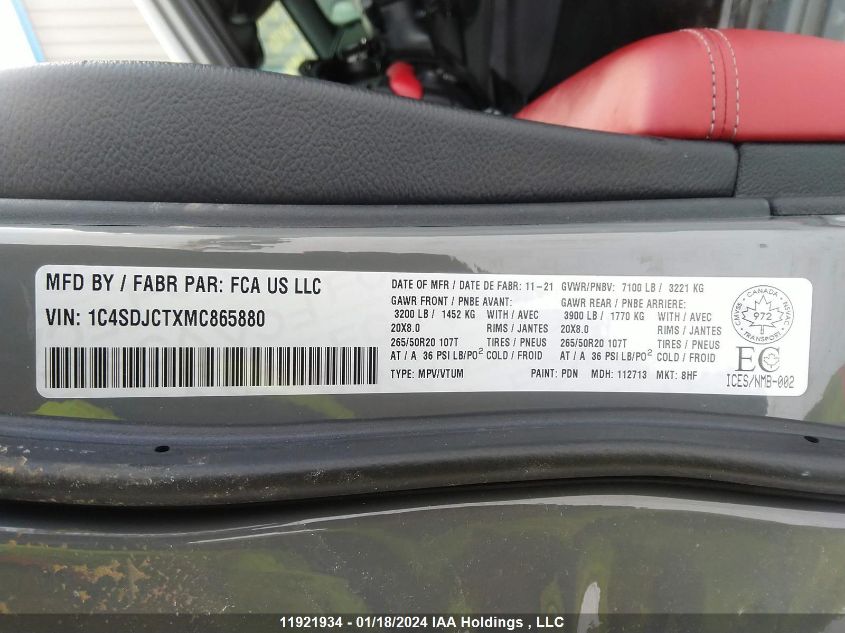 MFD BY / FABR PAR: FCA US LLC
VIN: 1C4SDJCTXMC865880
DATE OF MFR / DATE DE FABR: 11-21 GVWR/PNBV: 7100 LB / 3221 KG
GAWR FRONT / PNBE AVANT: GAWR REAR / PNBE ARRIERE:
3200 LB / 1452 KG WITH / AVEC 3900 LB / 1770 KG WITH / AVEC
20X8.0 RIMS / JANTES 20X8.0 RIMS / JANTES
265/50R20 107T TIRES / PNEUS 265/50R20 107T TIRES / PNEUS
AT / A 36 PSI LB/PO² COLD / FROID AT / A 36 PSI LB/PO² COLD / FROID
TYPE: MPV/VTUM PAINT: PDN MDH: 112713 MKT: 8HF
CMVSS - CANADA - NSVAC
972
TRANSPORT
EC
ICES/NMB-002
11921934 - 01/18/2024 IAA Holdings , LLC